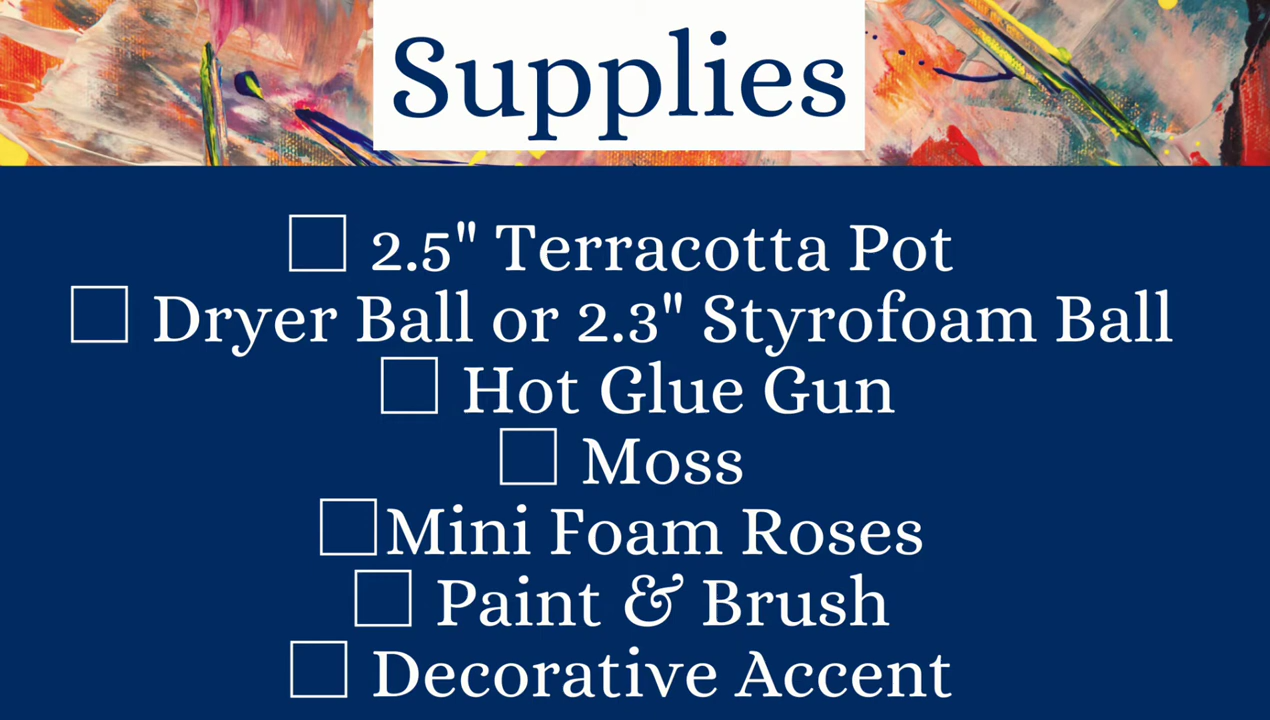 Supplies
☐ 2.5" Terracotta Pot
☐ Dryer Ball or 2.3" Styrofoam Ball
☐ Hot Glue Gun
☐ Moss
☐Mini Foam Roses
☐ Paint & Brush
☐ Decorative Accent